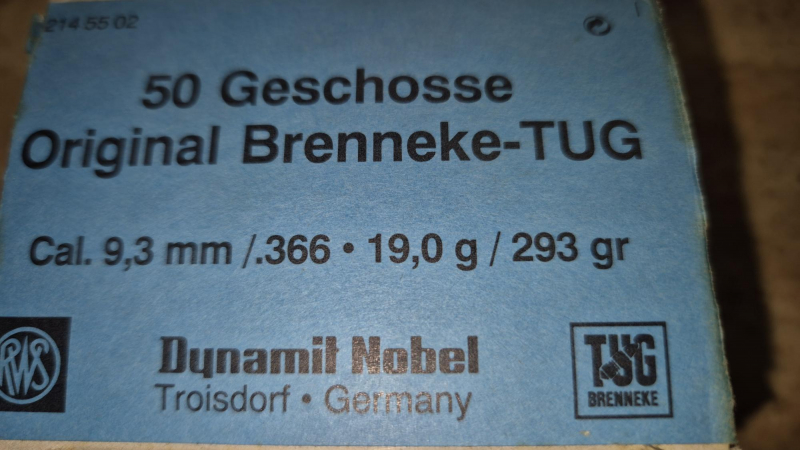 214 55 02
50 Geschosse
Original Brenneke-TUG
Cal. 9,3 mm /.366 • 19,0 g / 293 gr
RWS
Dynamit Nobel
Troisdorf • Germany
TUG
BRENNEKE